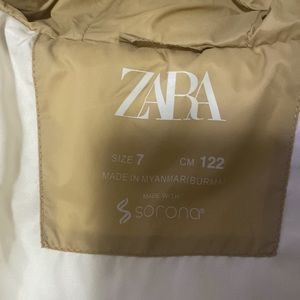 ZARA
SIZE 7 CM 122
MADE IN MYANMAR(BURMA)
MADE WITH
sorona®